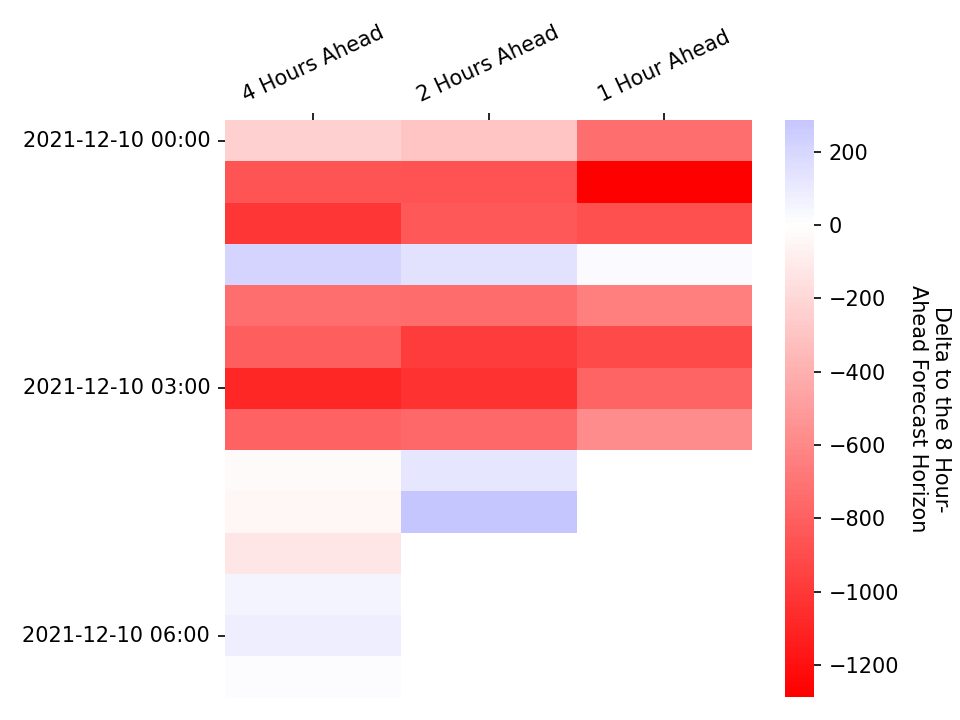 4 Hours Ahead
2 Hours Ahead
1 Hour Ahead
2021-12-10 00:00
2021-12-10 03:00
2021-12-10 06:00
200
0
−200
−400
−600
−800
−1000
−1200
Delta to the 8 Hour-
Ahead Forecast Horizon